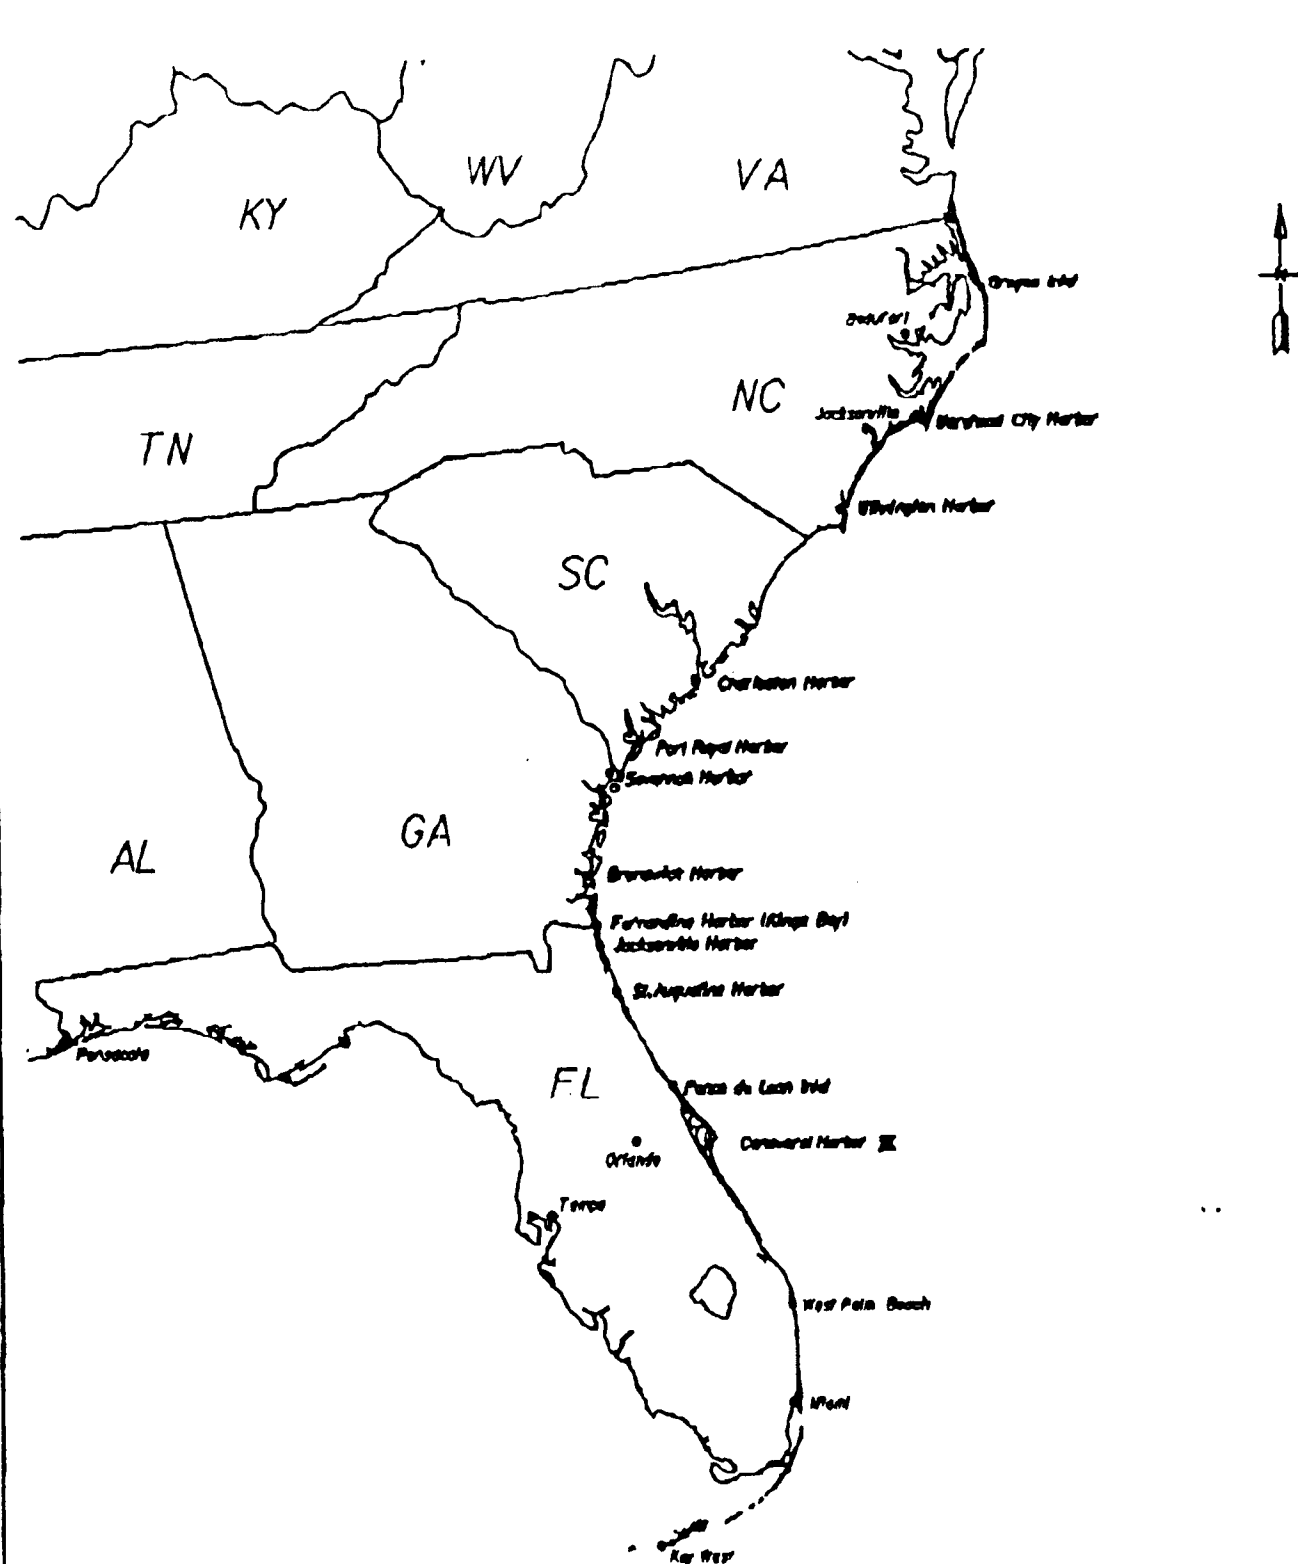 WV
VA
KY
Oregon Inlet
Beaufort
NC
Jacksonville
Morehead City Harbor
TN
Wilmington Harbor
SC
Charleston Harbor
Port Royal Harbor
Savannah Harbor
GA
AL
Brunswick Harbor
Fernandina Harbor (Kings Bay)
Jacksonville Harbor
St. Augustine Harbor
Pensacola
FL
Ponce de Leon Inlet
Canaveral Harbor
Orlando
Tampa
West Palm Beach
Miami
Key West